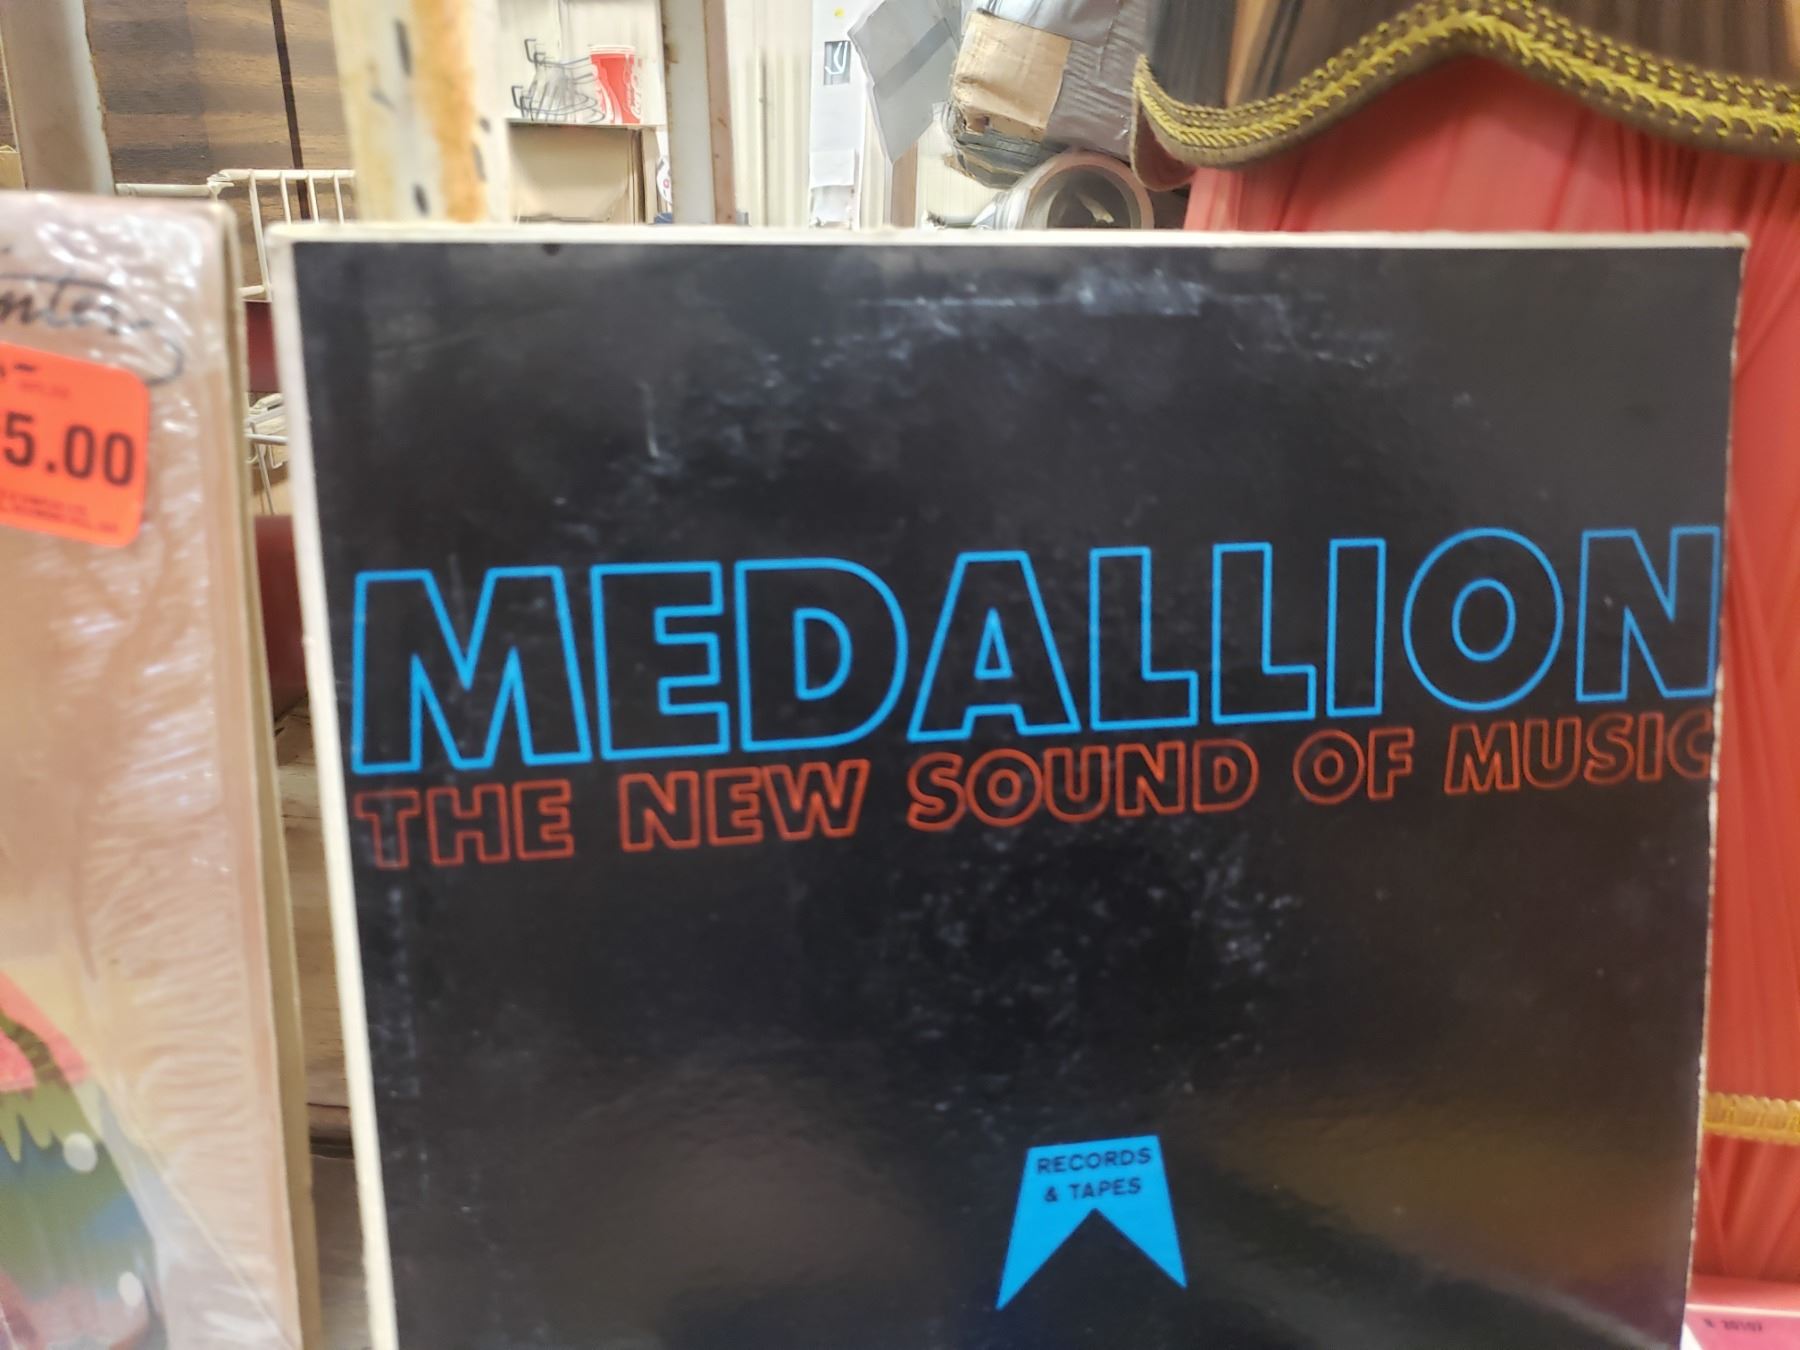 5.00
MEDALLION
THE NEW SOUND OF MUSIC
RECORDS
& TAPES